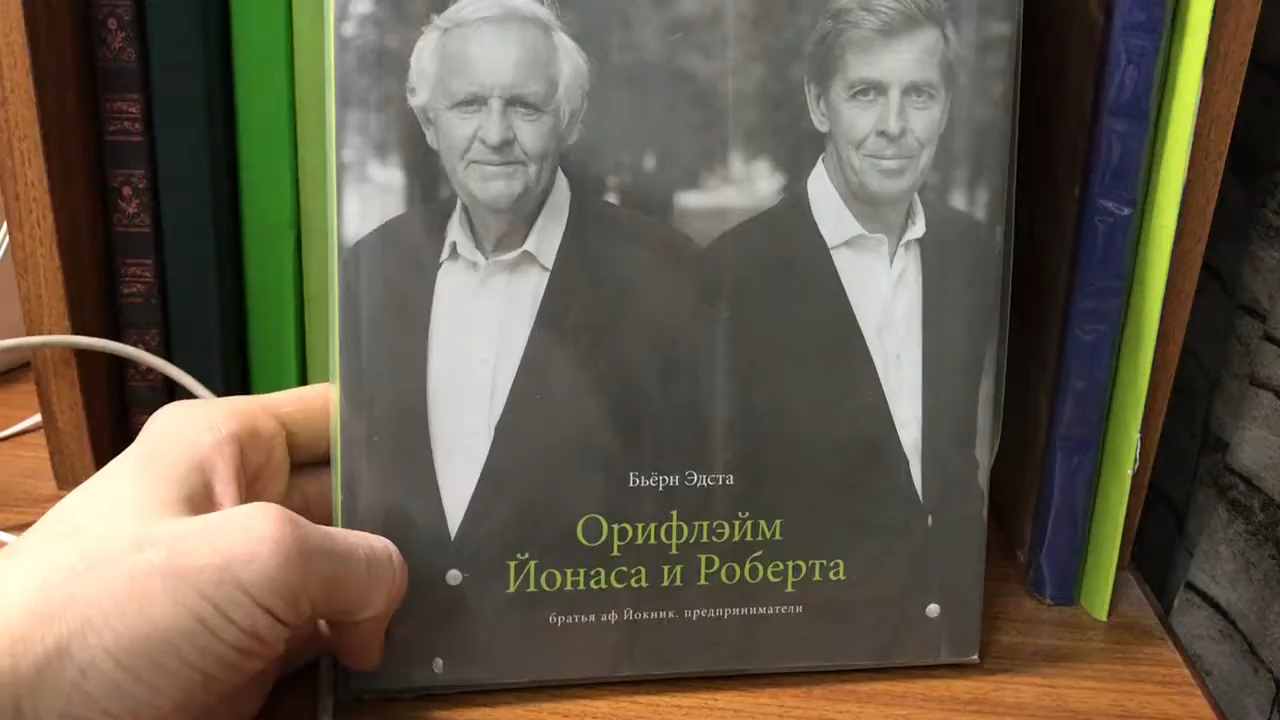 Бьёрн Эдста
Орифлэйм
Йонаса и Роберта
братья аф Йокник. предприниматели